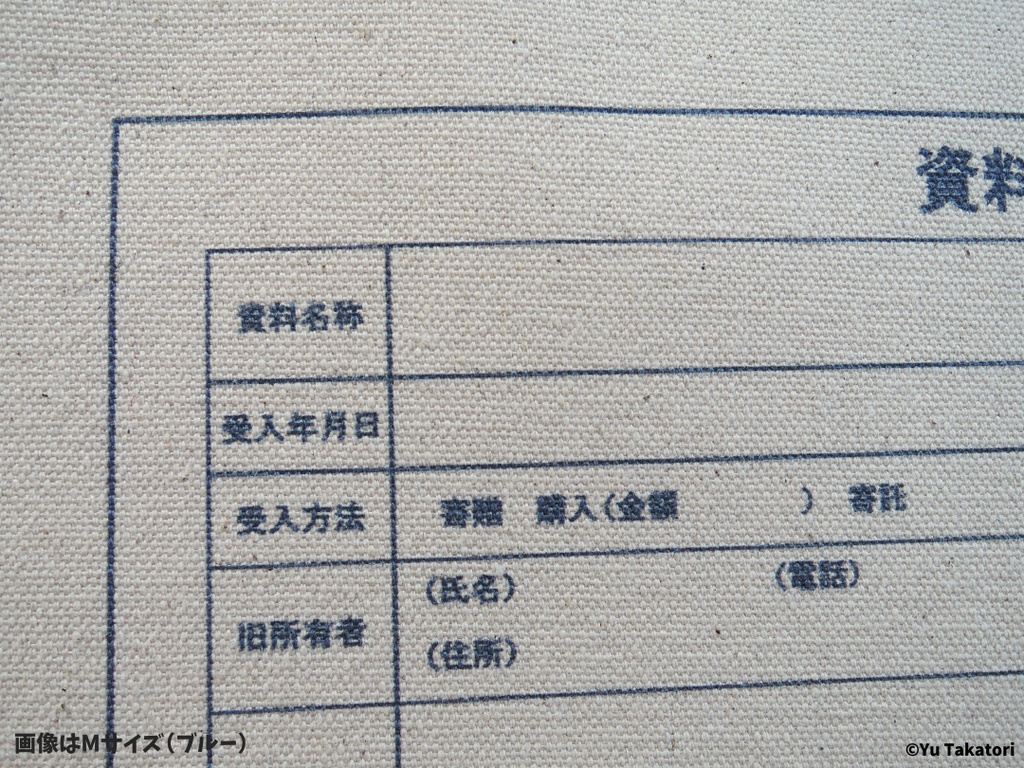 資料
資料名称
受入年月日
受入方法 寄贈 購入(金額 ) 寄託
旧所有者 (氏名) (電話)
(住所)
画像はMサイズ(ブルー)
©Yu Takatori